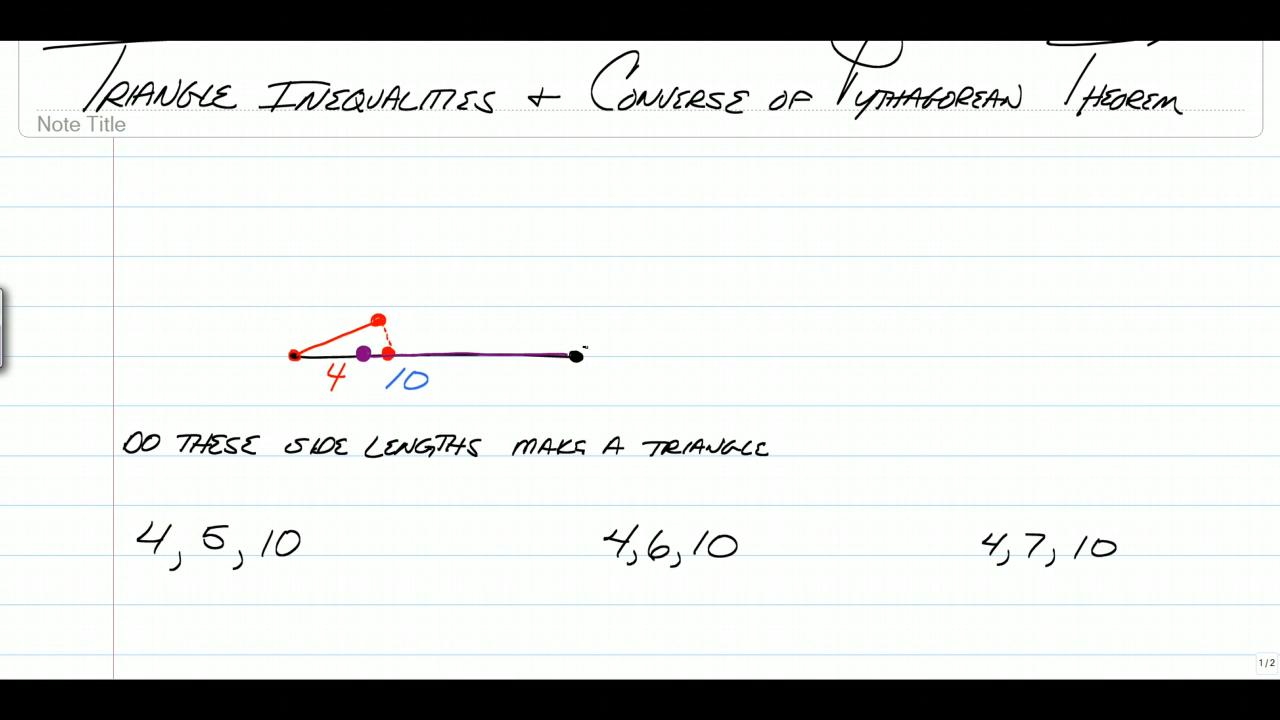 TRIANGLE INEQUALITIES + CONVERSE OF PYTHAGOREAN THEOREM
Note Title
4 10
DO THESE SIDE LENGTHS MAKE A TRIANGLE
4, 5, 10 4, 6, 10 4, 7, 10
1/2